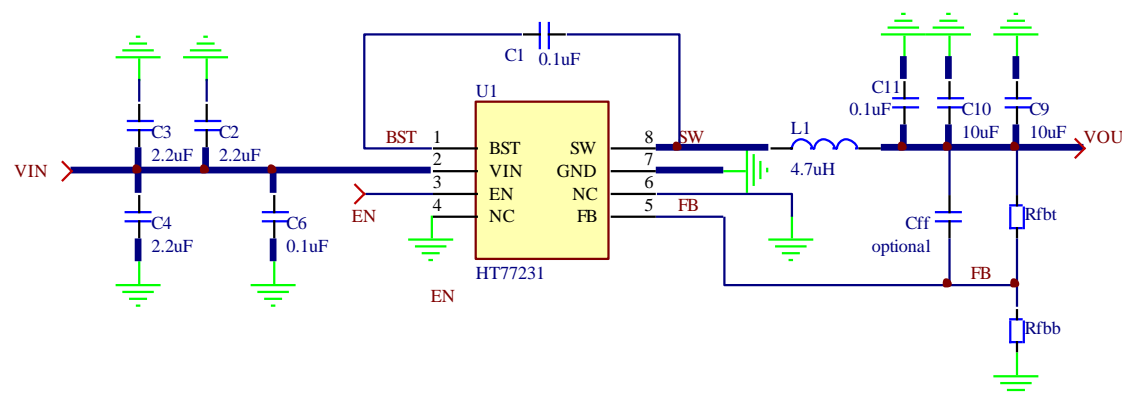 C1
0.1uF
U1
C11
0.1uF
C10
10uF
C9
10uF
C3
2.2uF
C2
2.2uF
BST
1
BST
SW
8
SW
L1
4.7uH
VOU
VIN
2
VIN
GND
7
EN
3
EN
NC
6
4
NC
FB
5
FB
C4
2.2uF
C6
0.1uF
Cff
optional
Rfbt
HT77231
FB
EN
Rfbb